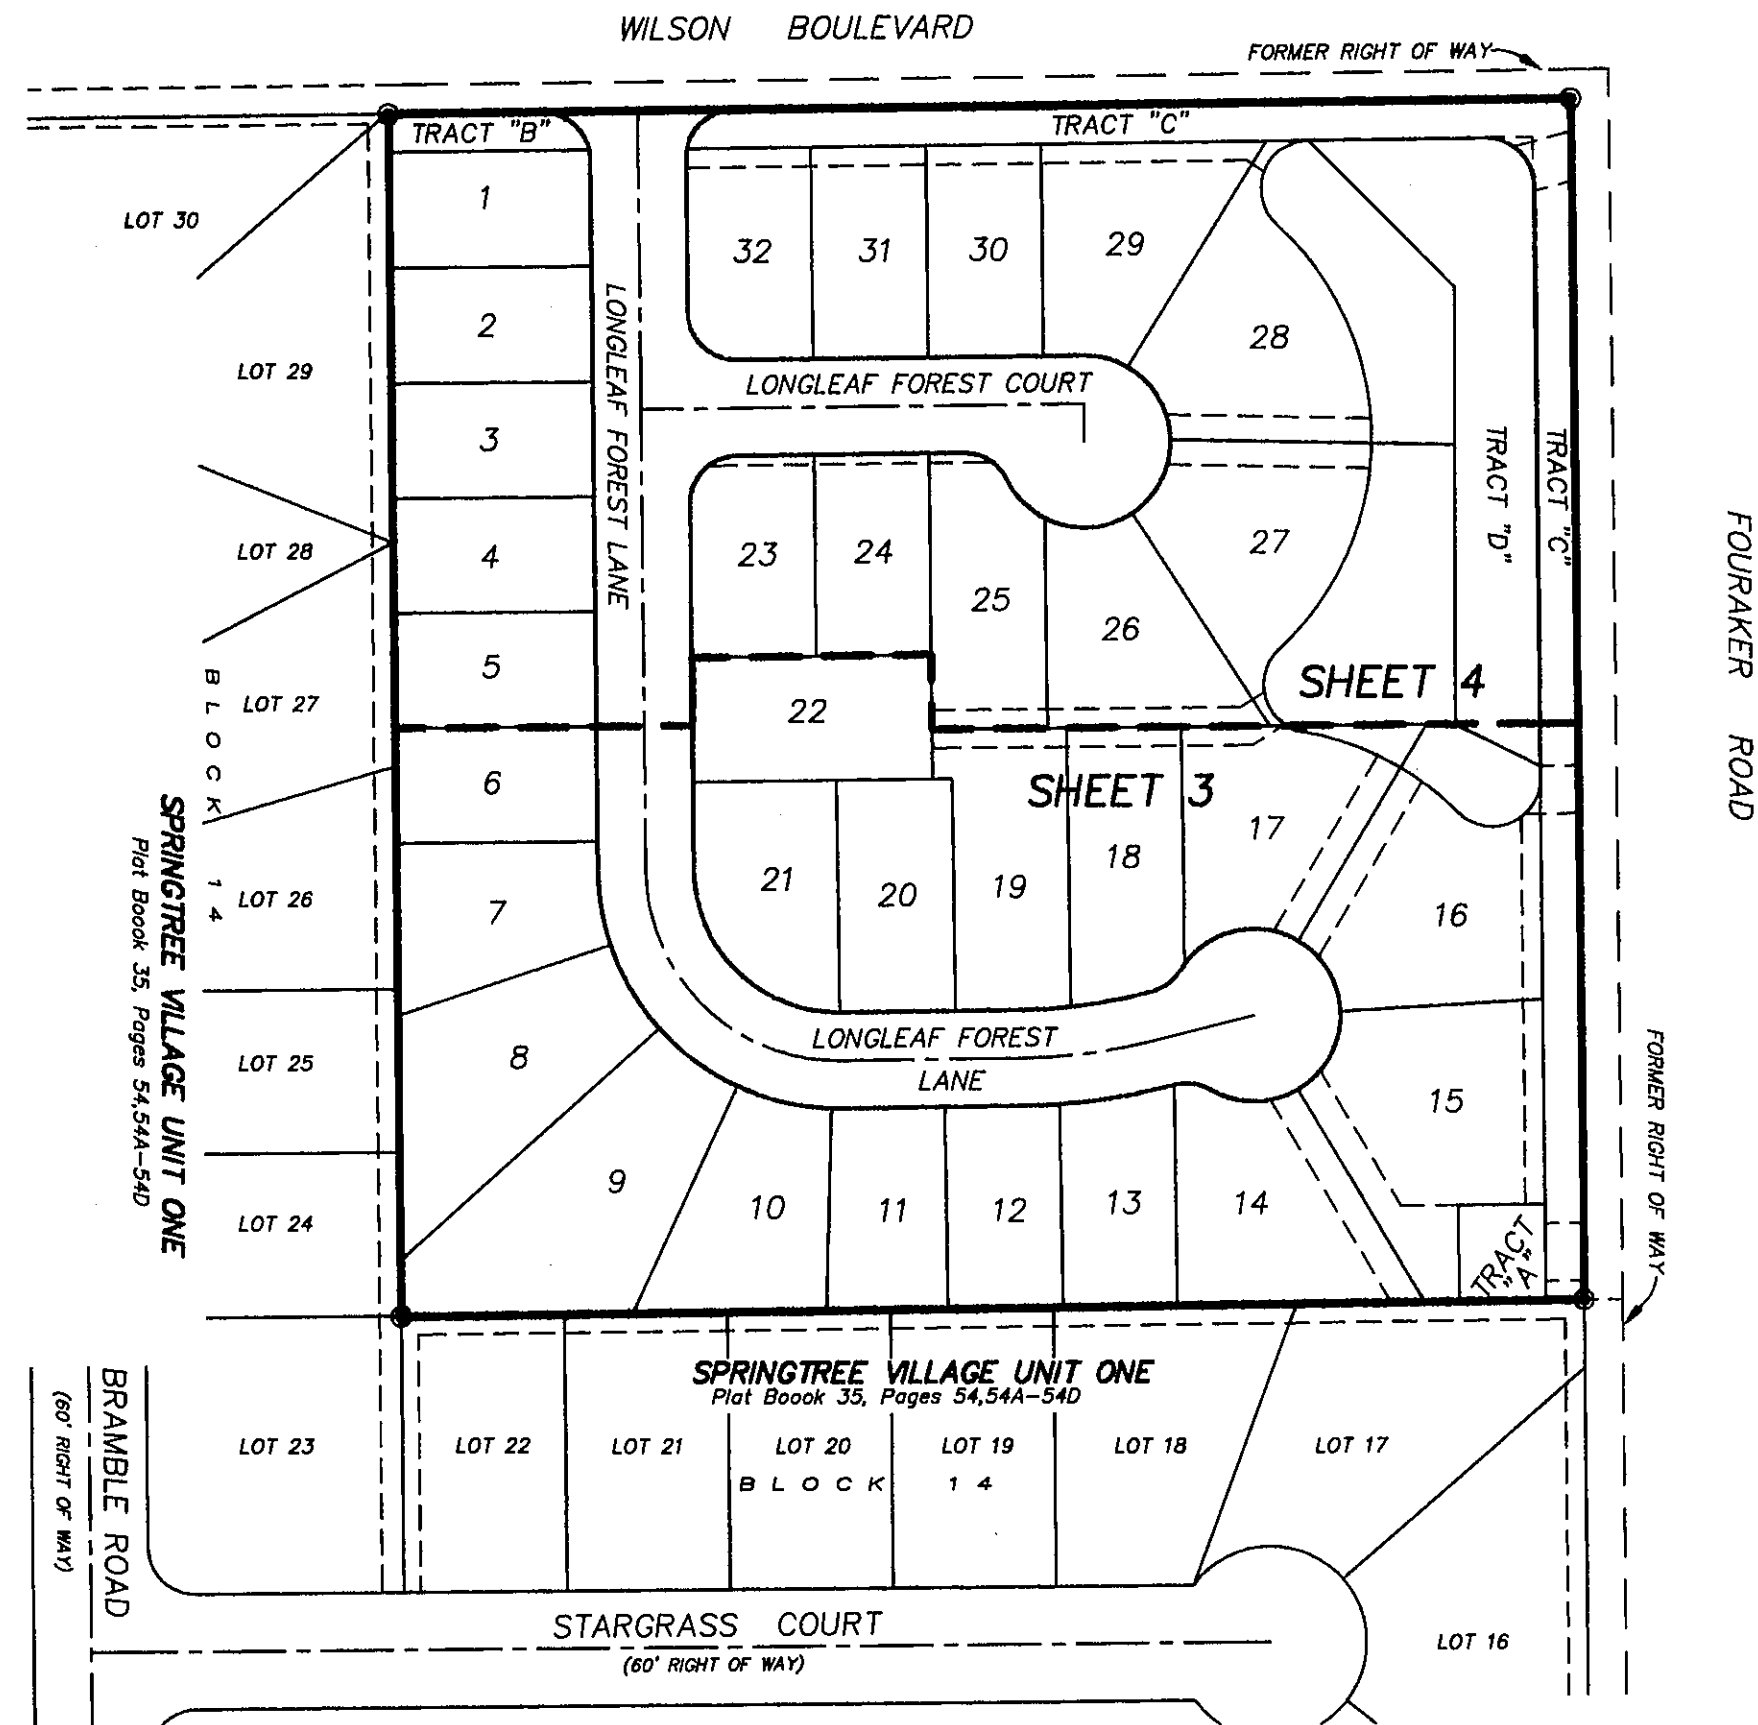 WILSON BOULEVARD
FORMER RIGHT OF WAY
TRACT "B"
TRACT "C"
LOT 30
1
32
31
30
29
2
28
LONGLEAF FOREST LANE
LOT 29
LONGLEAF FOREST COURT
3
TRACT "D"
TRACT "C"
FOURAKER ROAD
LOT 28
4
23
24
27
25
26
5
SHEET 4
LOT 27
22
BLOCK 14
6
SHEET 3
SPRINGTREE VILLAGE UNIT ONE
Plat Boook 35, Pages 54,54A-54D
17
18
LOT 26
7
21
20
19
16
LONGLEAF FOREST
LANE
LOT 25
8
15
FORMER RIGHT OF WAY
LOT 24
9
10
11
12
13
14
TRACT
"A"
SPRINGTREE VILLAGE UNIT ONE
Plat Boook 35, Pages 54,54A-54D
LOT 23
LOT 22
LOT 21
LOT 20
LOT 19
LOT 18
LOT 17
BLOCK 14
BRAMBLE ROAD
(60' RIGHT OF WAY)
STARGRASS COURT
(60' RIGHT OF WAY)
LOT 16